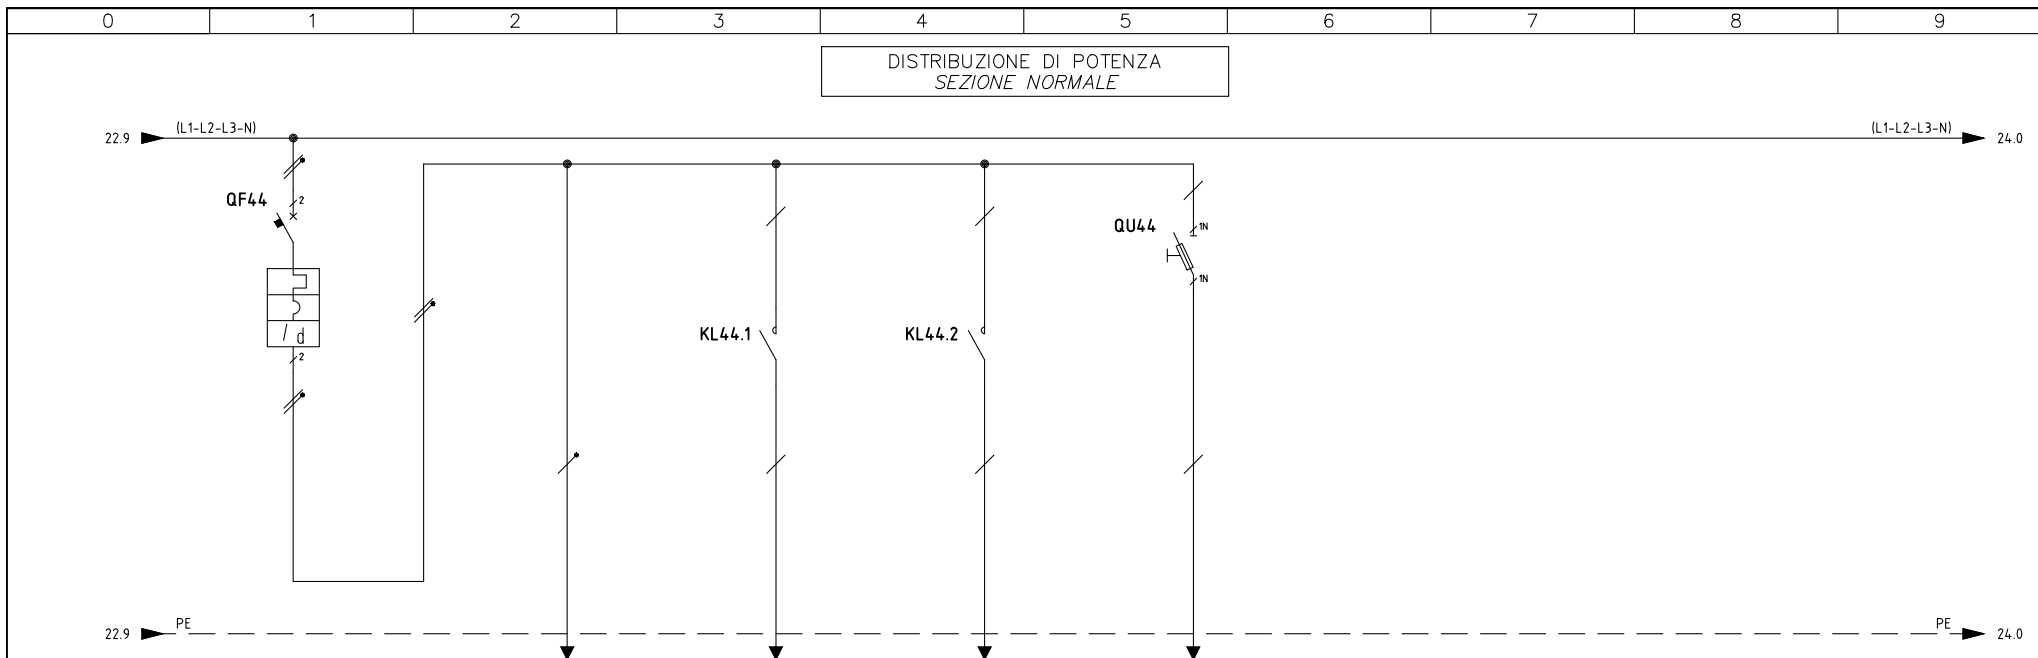 0 1 2 3 4 5 6 7 8 9
DISTRIBUZIONE DI POTENZA
SEZIONE NORMALE
22.9 (L1-L2-L3-N) (L1-L2-L3-N) 24.0
QF44 2
QU44 1N
1N
KL44.1 KL44.2
/ d
2
22.9 PE PE 24.0